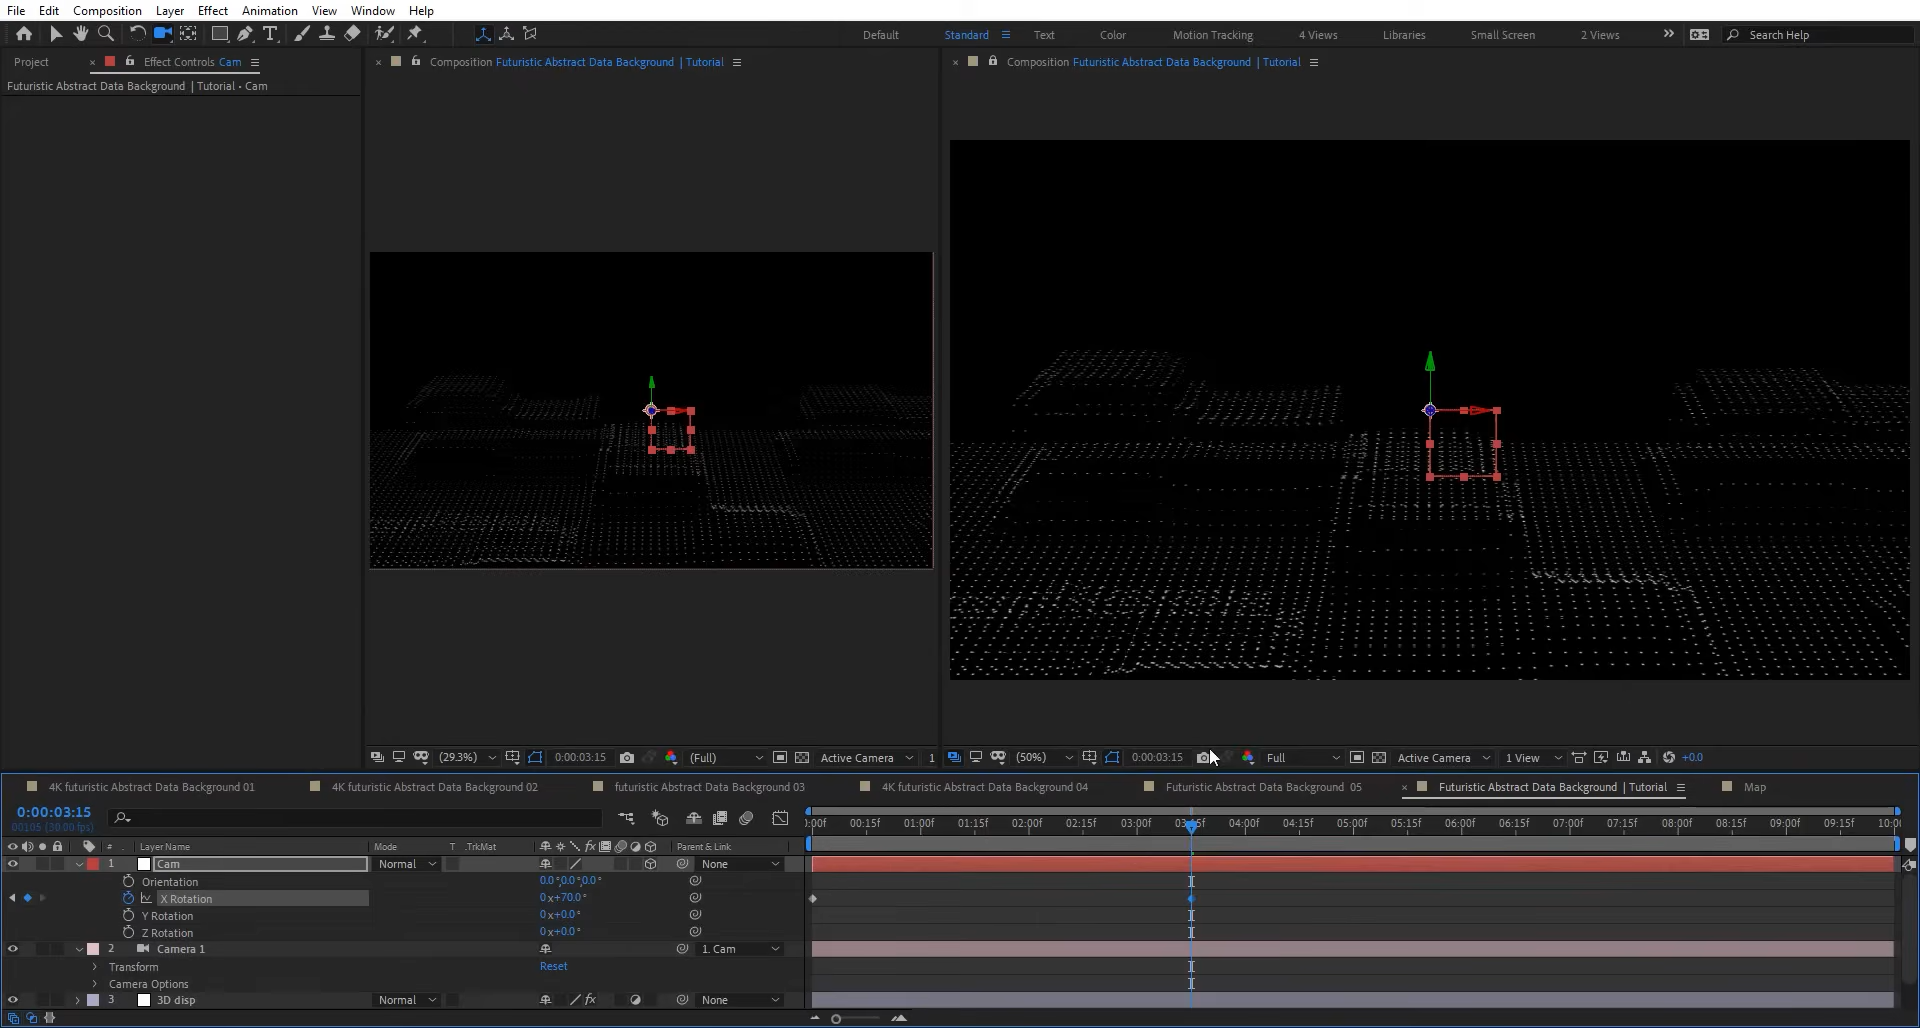 File Edit Composition Layer Effect Animation View Window Help
Default Standard Text Color Motion Tracking 4 Views Libraries Small Screen 2 Views Search Help
Project Effect Controls Cam
Composition Futuristic Abstract Data Background | Tutorial
Composition Futuristic Abstract Data Background | Tutorial
Futuristic Abstract Data Background | Tutorial • Cam
(29.3%) 0:00:03:15 (Full) Active Camera 1
(50%) 0:00:03:15 Full Active Camera 1 View +0.0
4K futuristic Abstract Data Background 01
4K futuristic Abstract Data Background 02
futuristic Abstract Data Background 03
4K futuristic Abstract Data Background 04
Futuristic Abstract Data Background 05
Futuristic Abstract Data Background | Tutorial
Map
0:00:03:15
00105 (30.00 fps)
:00f 00:15f 01:00f 01:15f 02:00f 02:15f 03:00f 03:15f 04:00f 04:15f 05:00f 05:15f 06:00f 06:15f 07:00f 07:15f 08:00f 08:15f 09:00f 09:15f 10:0
# Layer Name Mode T .TrkMat Parent & Link
1 Cam Normal None
Orientation 0.0°,0.0°,0.0°
X Rotation 0x+70.0°
Y Rotation 0x+0.0°
Z Rotation 0x+0.0°
2 Camera 1 1. Cam
Transform Reset
Camera Options
3 3D disp Normal fx None